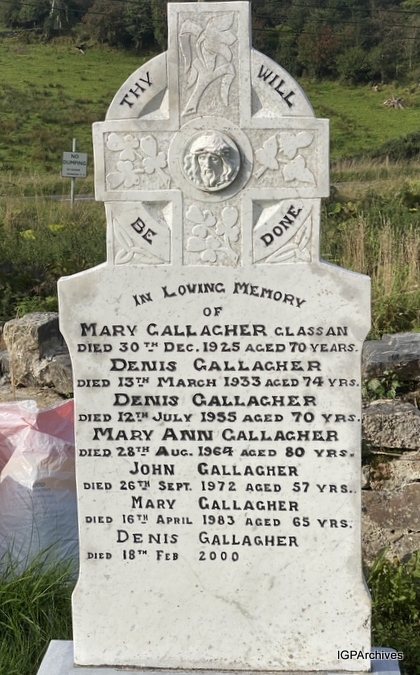 THY WILL
BE DONE
NO
DUMPING
IN LOVING MEMORY
OF
MARY GALLAGHER GLASSAN
DIED 30TH DEC. 1925 AGED 70 YEARS.
DENIS GALLAGHER
DIED 13TH MARCH 1933 AGED 74 YRS.
DENIS GALLAGHER
DIED 12TH JULY 1955 AGED 70 YRS.
MARY ANN GALLAGHER
DIED 28TH AUG. 1964 AGED 80 YRS.
JOHN GALLAGHER
DIED 26TH SEPT. 1972 AGED 57 YRS.
MARY GALLAGHER
DIED 16TH APRIL 1983 AGED 65 YRS.
DENIS GALLAGHER
DIED 18TH FEB 2000
IGPArchives